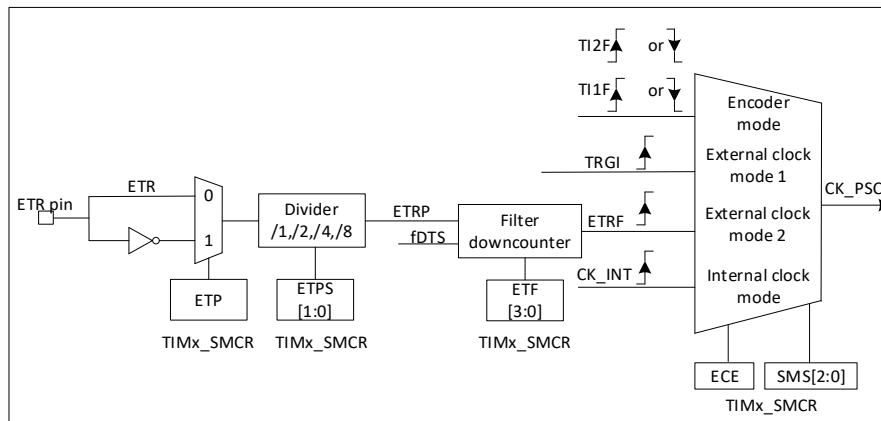 TI2F or
TI1F or
Encoder mode
TRGI
External clock mode 1
CK_PSC
ETR pin
ETR
0
1
Divider
/1,/2,/4,/8
ETRP
fDTS
Filter
downcounter
ETRF
External clock mode 2
CK_INT
Internal clock mode
ETP
ETPS
[1:0]
ETF
[3:0]
TIMx_SMCR
TIMx_SMCR
TIMx_SMCR
ECE
SMS[2:0]
TIMx_SMCR